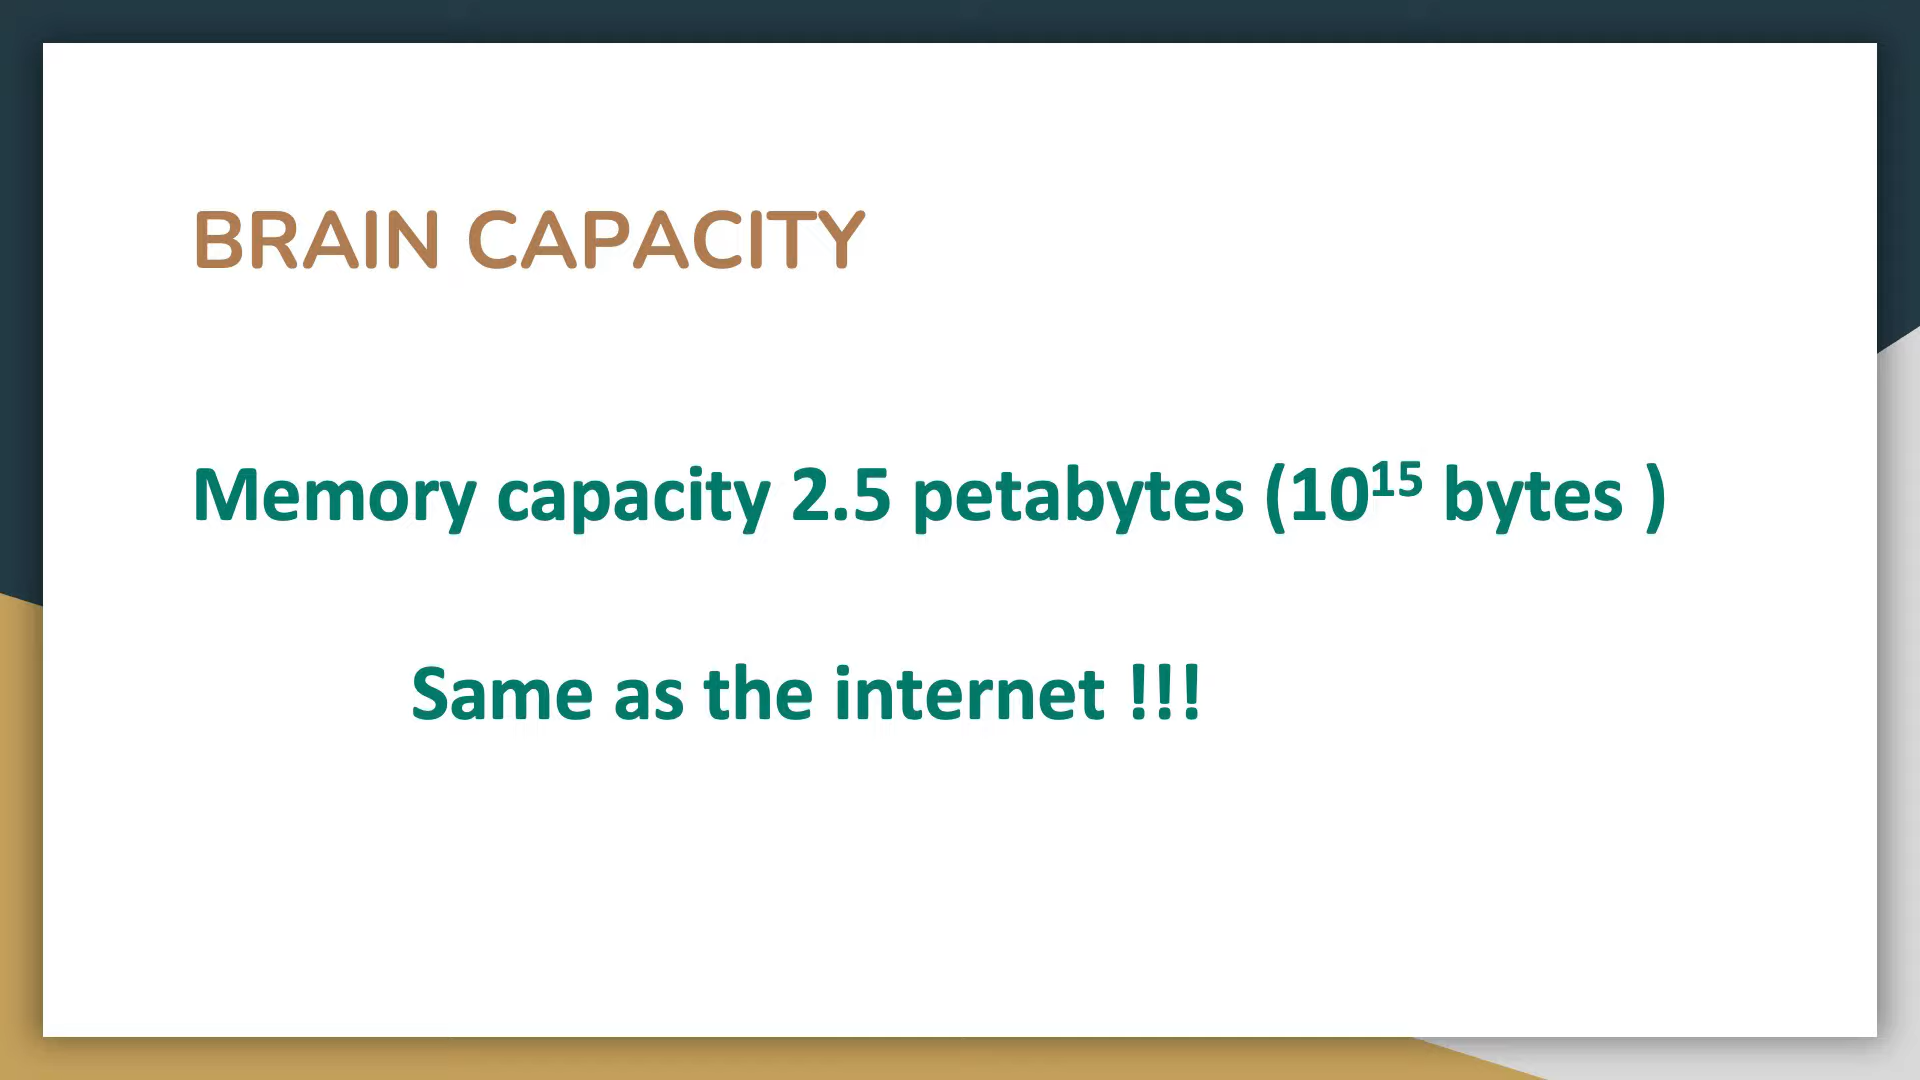 BRAIN CAPACITY
Memory capacity 2.5 petabytes (10¹⁵ bytes )
Same as the internet !!!